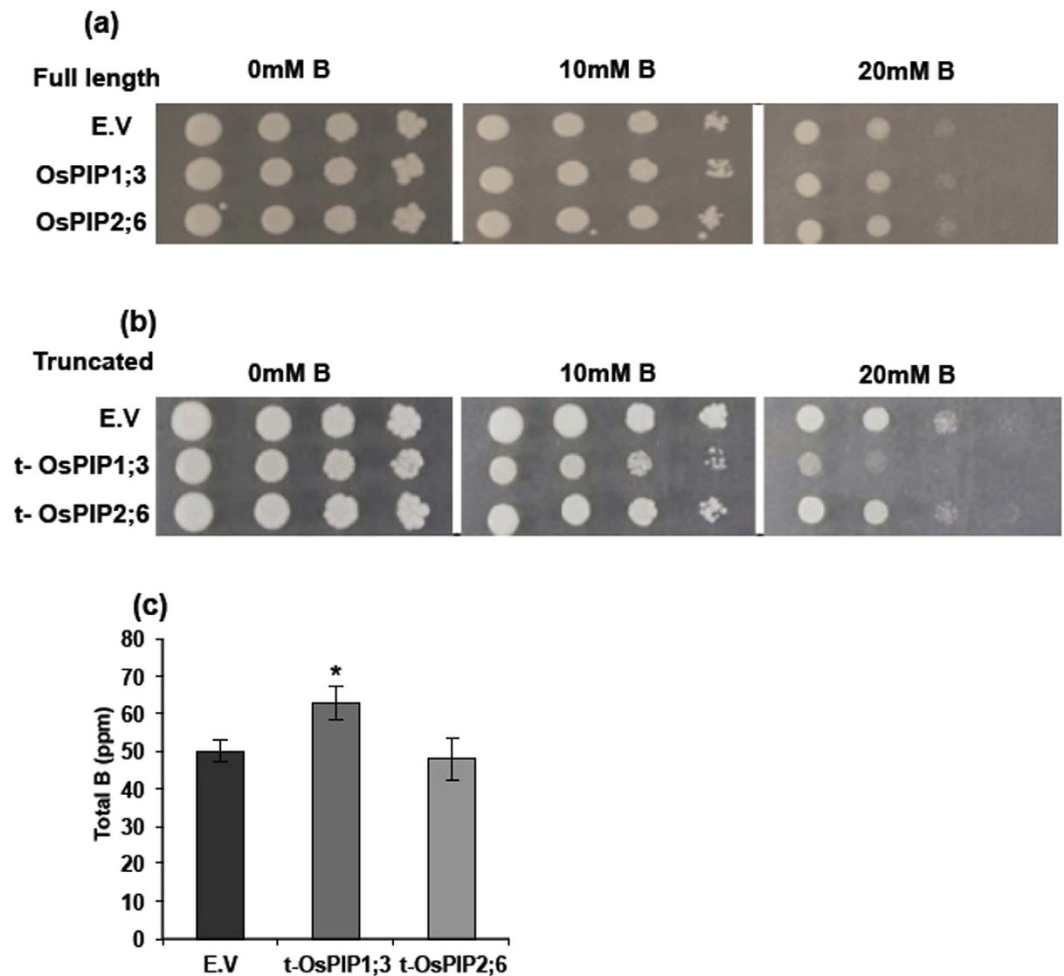 (a)
Full length
0mM B
10mM B
20mM B
E.V
OsPIP1;3
OsPIP2;6
(b)
Truncated
0mM B
10mM B
20mM B
E.V
t- OsPIP1;3
t- OsPIP2;6
(c)
Total B (ppm)
80
70
60
50
40
30
20
10
0
*
E.V
t-OsPIP1;3
t-OsPIP2;6